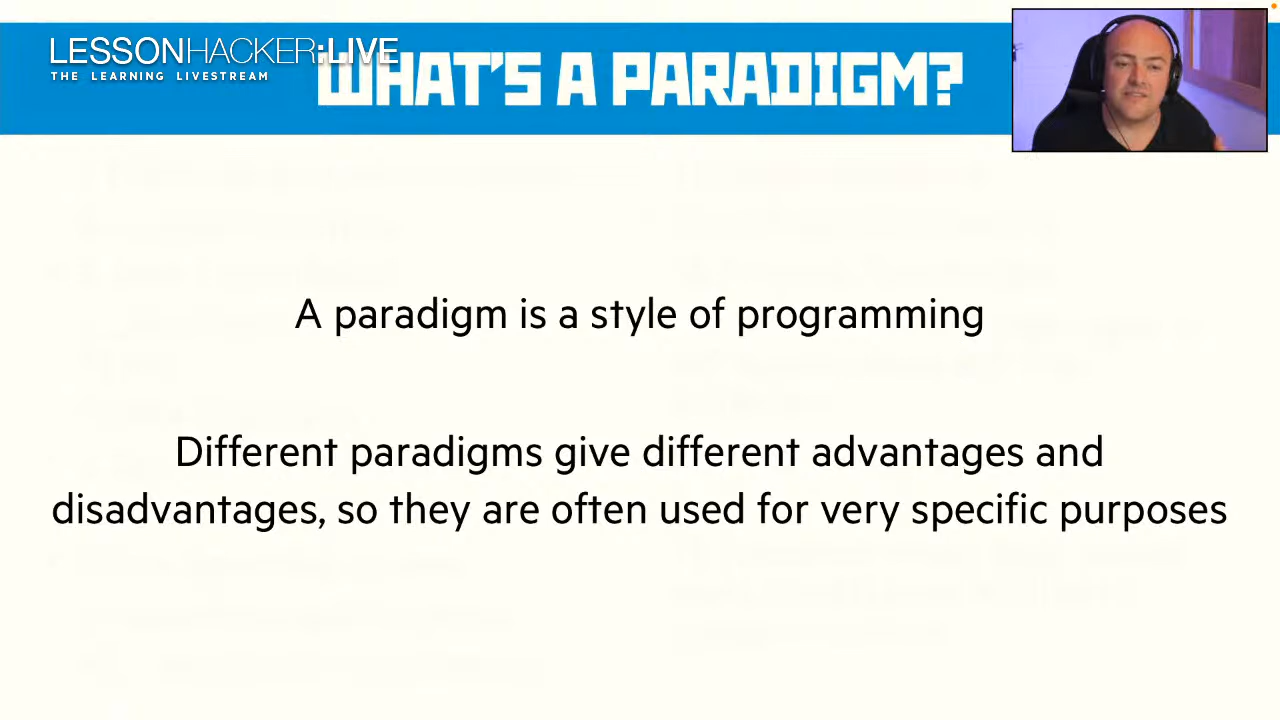 LESSONHACKER:LIVE
THE LEARNING LIVESTREAM
WHAT'S A PARADIGM?
A paradigm is a style of programming
Different paradigms give different advantages and
disadvantages, so they are often used for very specific purposes